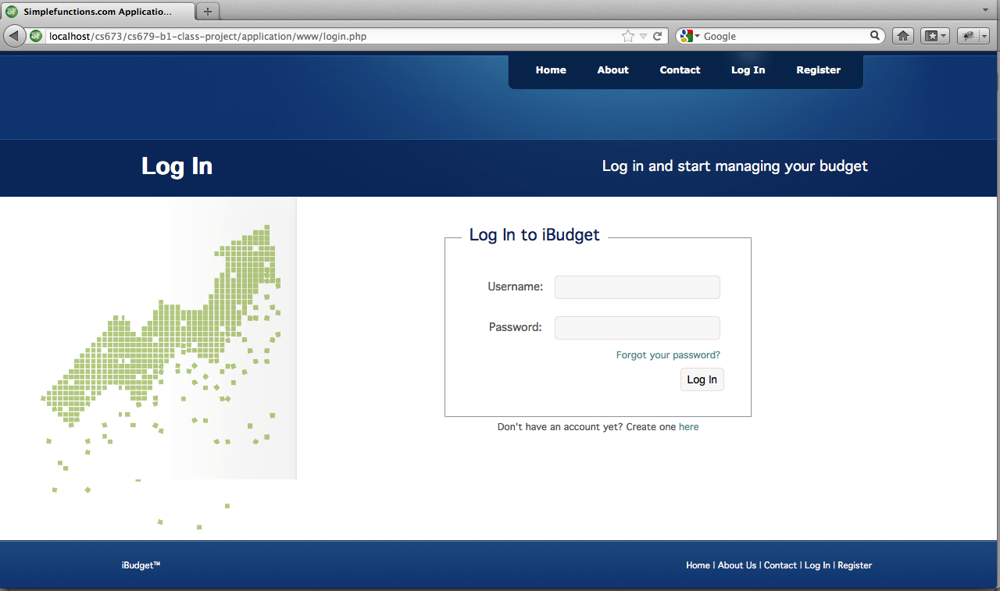 Simplefunctions.com Applicatio...
localhost/cs673/cs679-b1-class-project/application/www/login.php
Google
Home About Contact Log In Register
Log In
Log in and start managing your budget
Log In to iBudget
Username:
Password:
Forgot your password?
Log In
Don't have an account yet? Create one here
iBudget™
Home | About Us | Contact | Log In | Register